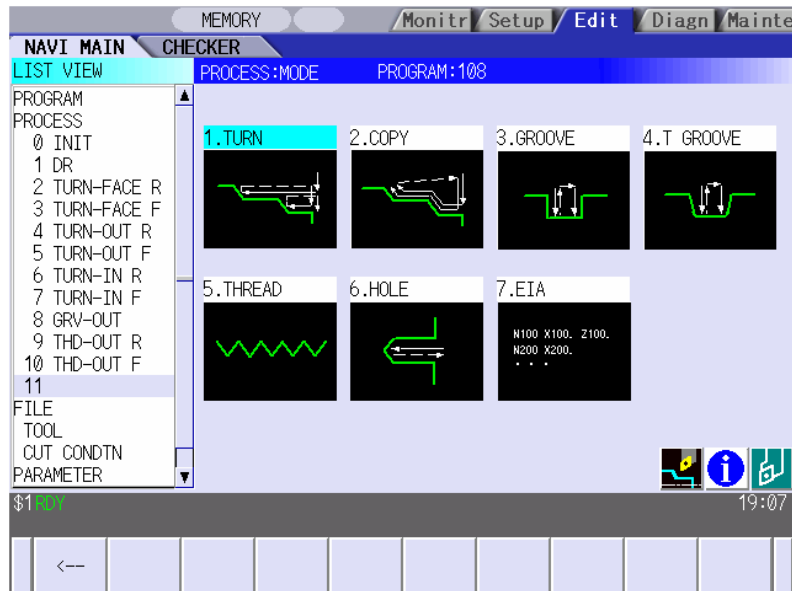 MEMORY Monitr Setup Edit Diagn Mainte
NAVI MAIN CHECKER
LIST VIEW PROCESS:MODE PROGRAM:108
PROGRAM
PROCESS
0 INIT
1 DR
2 TURN-FACE R
3 TURN-FACE F
4 TURN-OUT R
5 TURN-OUT F
6 TURN-IN R
7 TURN-IN F
8 GRV-OUT
9 THD-OUT R
10 THD-OUT F
11
FILE
TOOL
CUT CONDTN
PARAMETER
1.TURN 2.COPY 3.GROOVE 4.T GROOVE
5.THREAD 6.HOLE 7.EIA
N100 X100. Z100.
N200 X200.
. . .
i
$1 RDY 19:07
<--